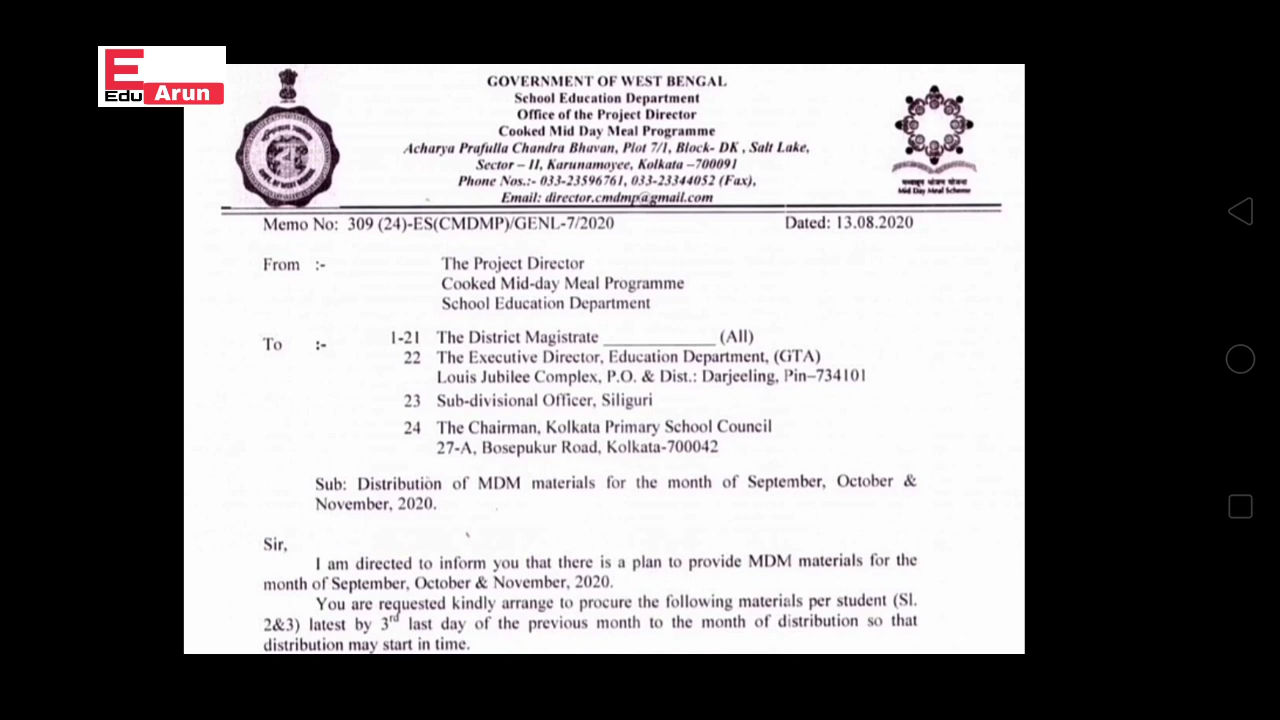 E
Edu Arun
GOVERNMENT OF WEST BENGAL
School Education Department
Office of the Project Director
Cooked Mid Day Meal Programme
Acharya Prafulla Chandra Bhavan, Plot 7/1, Block- DK , Salt Lake,
Sector – II, Karunamoyee, Kolkata –700091
Phone Nos.:- 033-23596761, 033-23344052 (Fax),
Email: director.cmdmp@gmail.com
मध्याह्न भोजन योजना
Mid Day Meal Scheme
Memo No: 309 (24)-ES(CMDMP)/GENL-7/2020 Dated: 13.08.2020
From :- The Project Director
Cooked Mid-day Meal Programme
School Education Department
To :- 1-21 The District Magistrate _____________ (All)
22 The Executive Director, Education Department, (GTA)
Louis Jubilee Complex, P.O. & Dist.: Darjeeling, Pin–734101
23 Sub-divisional Officer, Siliguri
24 The Chairman, Kolkata Primary School Council
27-A, Bosepukur Road, Kolkata-700042
Sub: Distribution of MDM materials for the month of September, October &
November, 2020.
Sir,
I am directed to inform you that there is a plan to provide MDM materials for the
month of September, October & November, 2020.
You are requested kindly arrange to procure the following materials per student (Sl.
2&3) latest by 3rd last day of the previous month to the month of distribution so that
distribution may start in time.